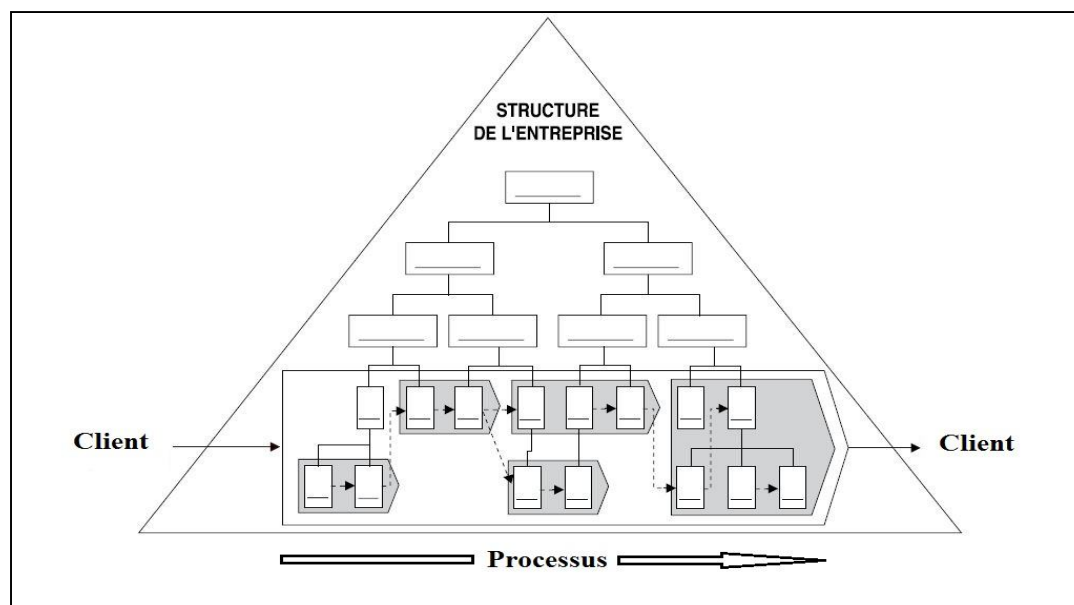 STRUCTURE
DE L'ENTREPRISE
Client
Client
Processus